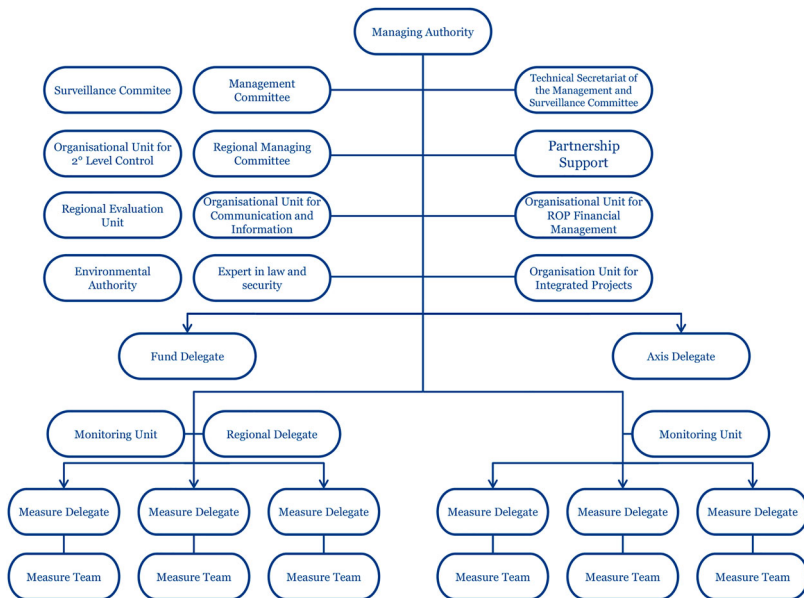 Managing Authority
Surveillance Commitee
Management
Committee
Technical Secretariat of
the Management and
Surveillance Committee
Organisational Unit for
2° Level Control
Regional Managing
Committee
Partnership
Support
Regional Evaluation
Unit
Organisational Unit for
Communication and
Information
Organisational Unit for
ROP Financial
Management
Environmental
Authority
Expert in law and
security
Organisation Unit for
Integrated Projects
Fund Delegate
Axis Delegate
Monitoring Unit
Regional Delegate
Monitoring Unit
Measure Delegate
Measure Delegate
Measure Delegate
Measure Delegate
Measure Delegate
Measure Delegate
Measure Team
Measure Team
Measure Team
Measure Team
Measure Team
Measure Team